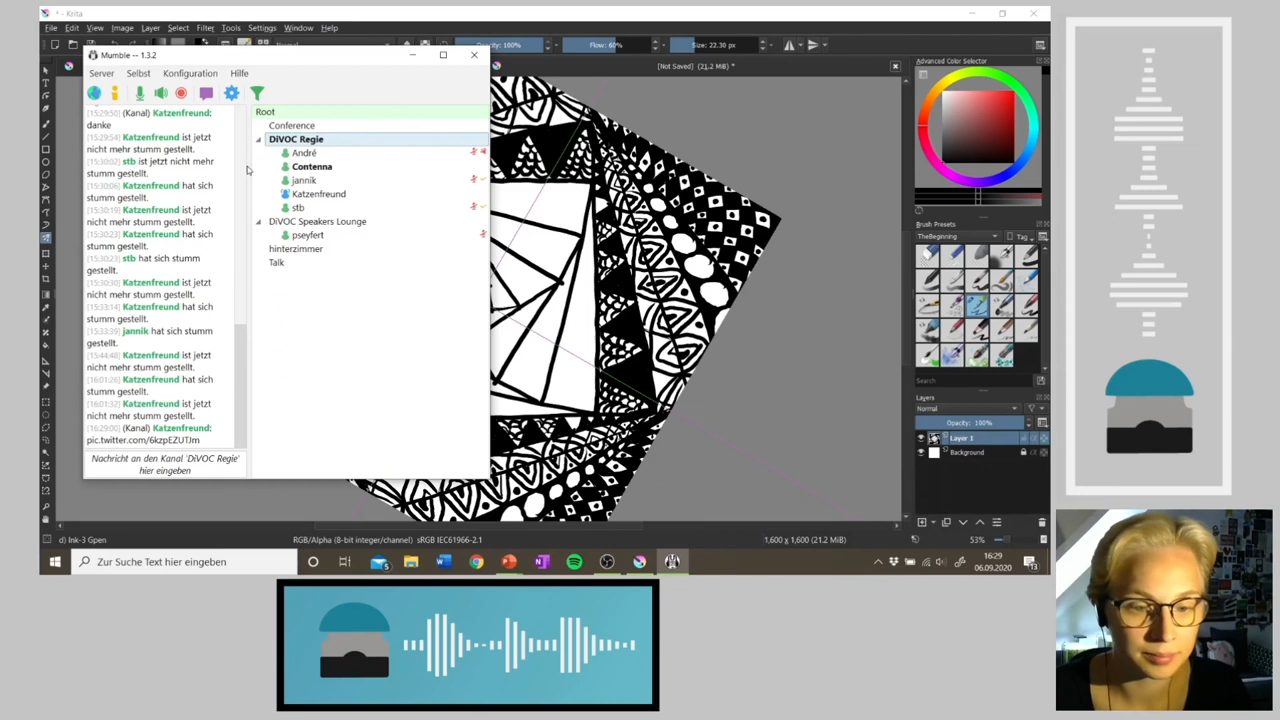 * - Krita
File Edit View Image Layer Select Filter Tools Settings Window Help
Opacity: 100% Flow: 60% Size: 22.30 px
[Not Saved] (21.2 MiB) *
Mumble -- 1.3.2
Server Selbst Konfiguration Hilfe
[15:29:50] (Kanal) Katzenfreund:
danke
[15:29:54] Katzenfreund ist jetzt
nicht mehr stumm gestellt.
[15:30:02] stb ist jetzt nicht mehr
stumm gestellt.
[15:30:06] Katzenfreund hat sich
stumm gestellt.
[15:30:19] Katzenfreund ist jetzt
nicht mehr stumm gestellt.
[15:30:23] Katzenfreund hat sich
stumm gestellt.
[15:30:23] stb hat sich stumm
gestellt.
[15:30:30] Katzenfreund ist jetzt
nicht mehr stumm gestellt.
[15:33:14] Katzenfreund hat sich
stumm gestellt.
[15:33:39] jannik hat sich stumm
gestellt.
[15:44:48] Katzenfreund ist jetzt
nicht mehr stumm gestellt.
[16:01:26] Katzenfreund hat sich
stumm gestellt.
[16:01:32] Katzenfreund ist jetzt
nicht mehr stumm gestellt.
[16:29:00] (Kanal) Katzenfreund:
pic.twitter.com/6kzpEZUTJm
Nachricht an den Kanal 'DiVOC Regie'
hier eingeben
Root
Conference
DiVOC Regie
André
Contenna
jannik
Katzenfreund
stb
DiVOC Speakers Lounge
pseyfert
hinterzimmer
Talk
Advanced Color Selector
Brush Presets
TheBeginning Tag
Search
Layers
Normal
Opacity: 100%
Layer 1
Background
d) Ink-3 Gpen
RGB/Alpha (8-bit integer/channel) sRGB IEC61966-2.1
1,600 x 1,600 (21.2 MiB)
53%
Zur Suche Text hier eingeben
5
16:29
06.09.2020
13